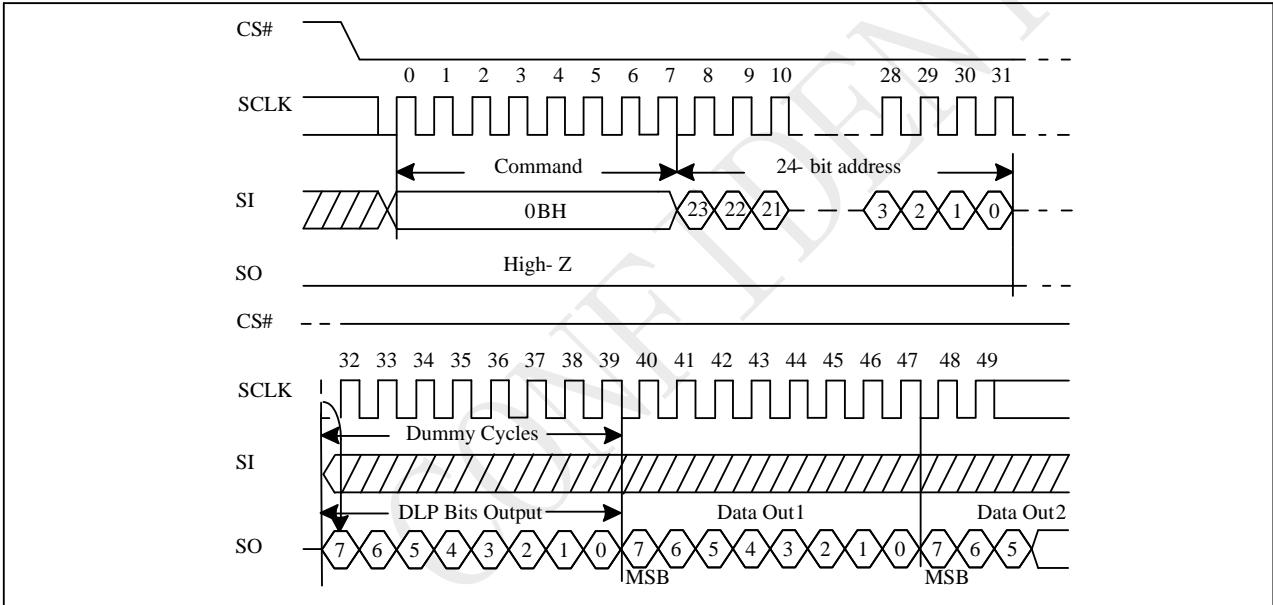 CS#
0 1 2 3 4 5 6 7 8 9 10 28 29 30 31
SCLK
Command 24- bit address
SI
0BH 23 22 21 3 2 1 0
High- Z
SO
CS#
32 33 34 35 36 37 38 39 40 41 42 43 44 45 46 47 48 49
SCLK
Dummy Cycles
SI
DLP Bits Output Data Out1 Data Out2
SO 7 6 5 4 3 2 1 0 7 6 5 4 3 2 1 0 7 6 5
MSB MSB
CONFIDENT